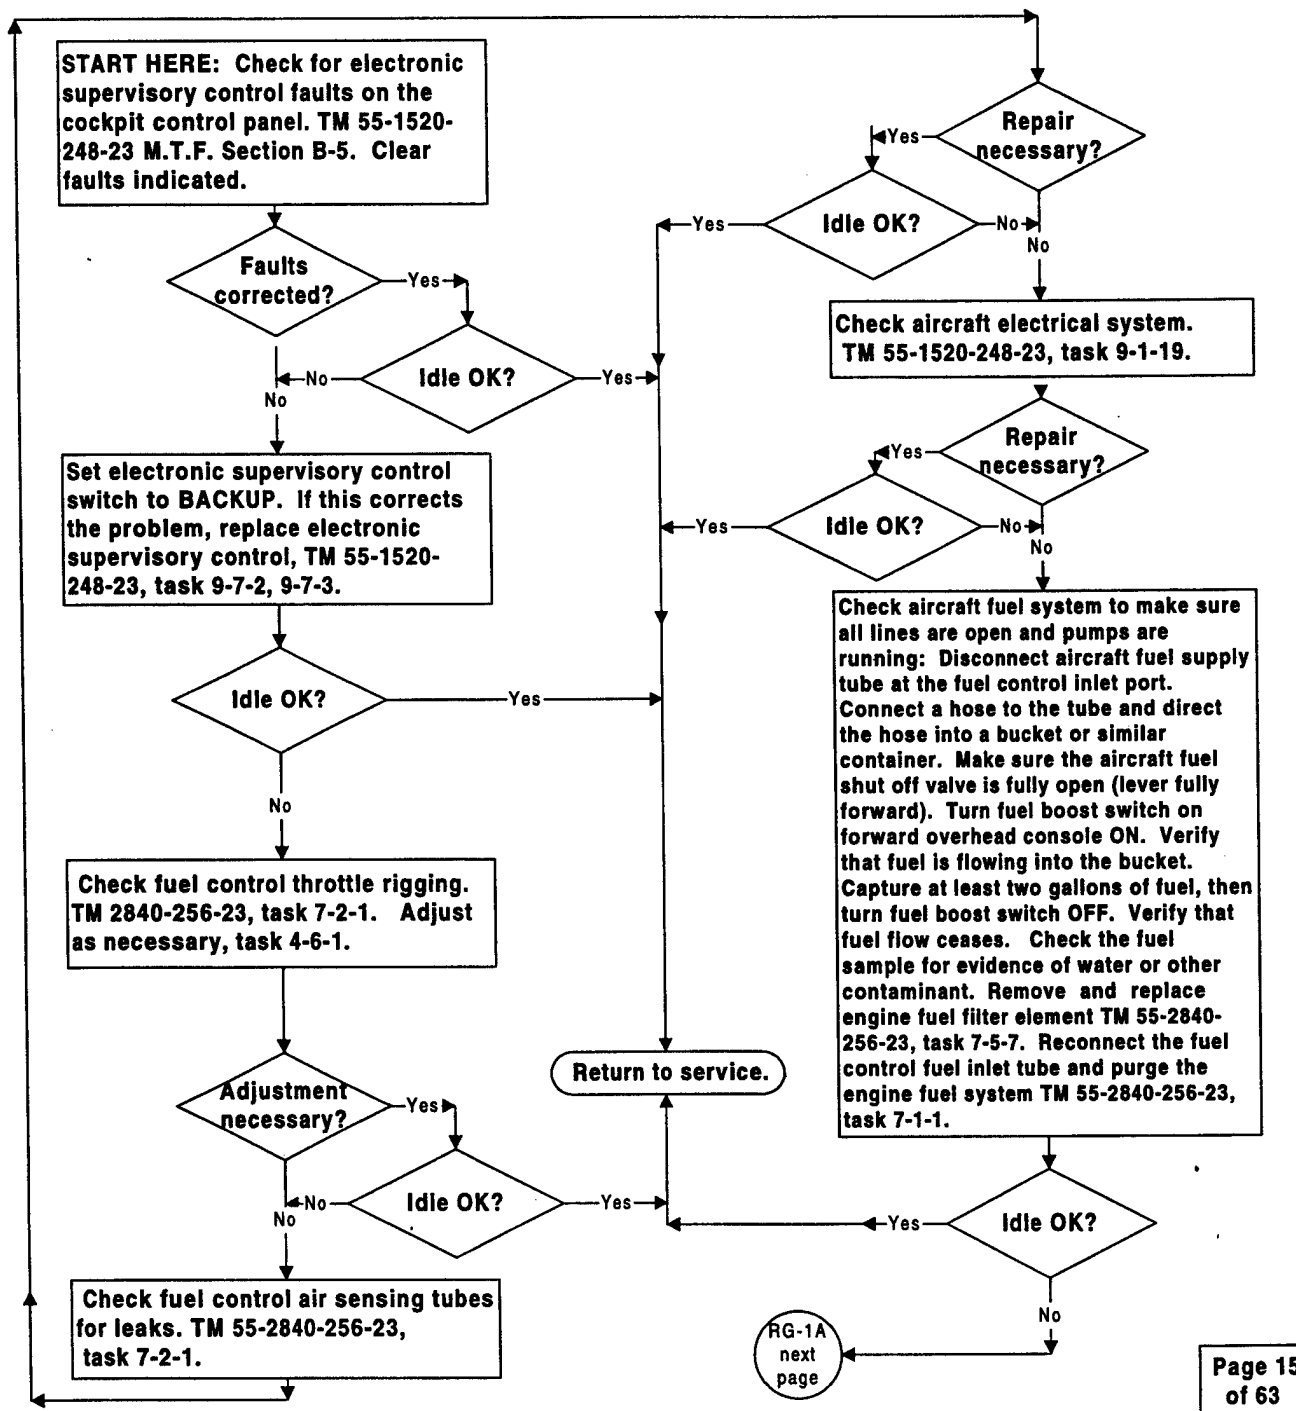 START HERE: Check for electronic
supervisory control faults on the
cockpit control panel. TM 55-1520-
248-23 M.T.F. Section B-5. Clear
faults indicated.
Faults
corrected?
Yes
Idle OK?
No
Yes
No
Set electronic supervisory control
switch to BACKUP. If this corrects
the problem, replace electronic
supervisory control, TM 55-1520-
248-23, task 9-7-2, 9-7-3.
Idle OK?
Yes
No
Check fuel control throttle rigging.
TM 2840-256-23, task 7-2-1. Adjust
as necessary, task 4-6-1.
Adjustment
necessary?
Yes
Idle OK?
No
Yes
No
Check fuel control air sensing tubes
for leaks. TM 55-2840-256-23,
task 7-2-1.
Return to service.
Repair
necessary?
Yes
Idle OK?
Yes
No
No
Check aircraft electrical system.
TM 55-1520-248-23, task 9-1-19.
Repair
necessary?
Yes
Idle OK?
Yes
No
No
Check aircraft fuel system to make sure
all lines are open and pumps are
running: Disconnect aircraft fuel supply
tube at the fuel control inlet port.
Connect a hose to the tube and direct
the hose into a bucket or similar
container. Make sure the aircraft fuel
shut off valve is fully open (lever fully
forward). Turn fuel boost switch on
forward overhead console ON. Verify
that fuel is flowing into the bucket.
Capture at least two gallons of fuel, then
turn fuel boost switch OFF. Verify that
fuel flow ceases. Check the fuel
sample for evidence of water or other
contaminant. Remove and replace
engine fuel filter element TM 55-2840-
256-23, task 7-5-7. Reconnect the fuel
control fuel inlet tube and purge the
engine fuel system TM 55-2840-256-23,
task 7-1-1.
Idle OK?
Yes
No
RG-1A
next
page
Page 15
of 63